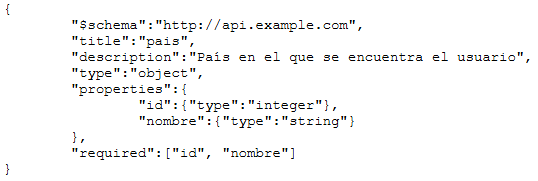 {
"$schema":"http://api.example.com",
"title":"pais",
"description":"País en el que se encuentra el usuario",
"type":"object",
"properties":{
"id":{"type":"integer"},
"nombre":{"type":"string"}
},
"required":["id", "nombre"]
}